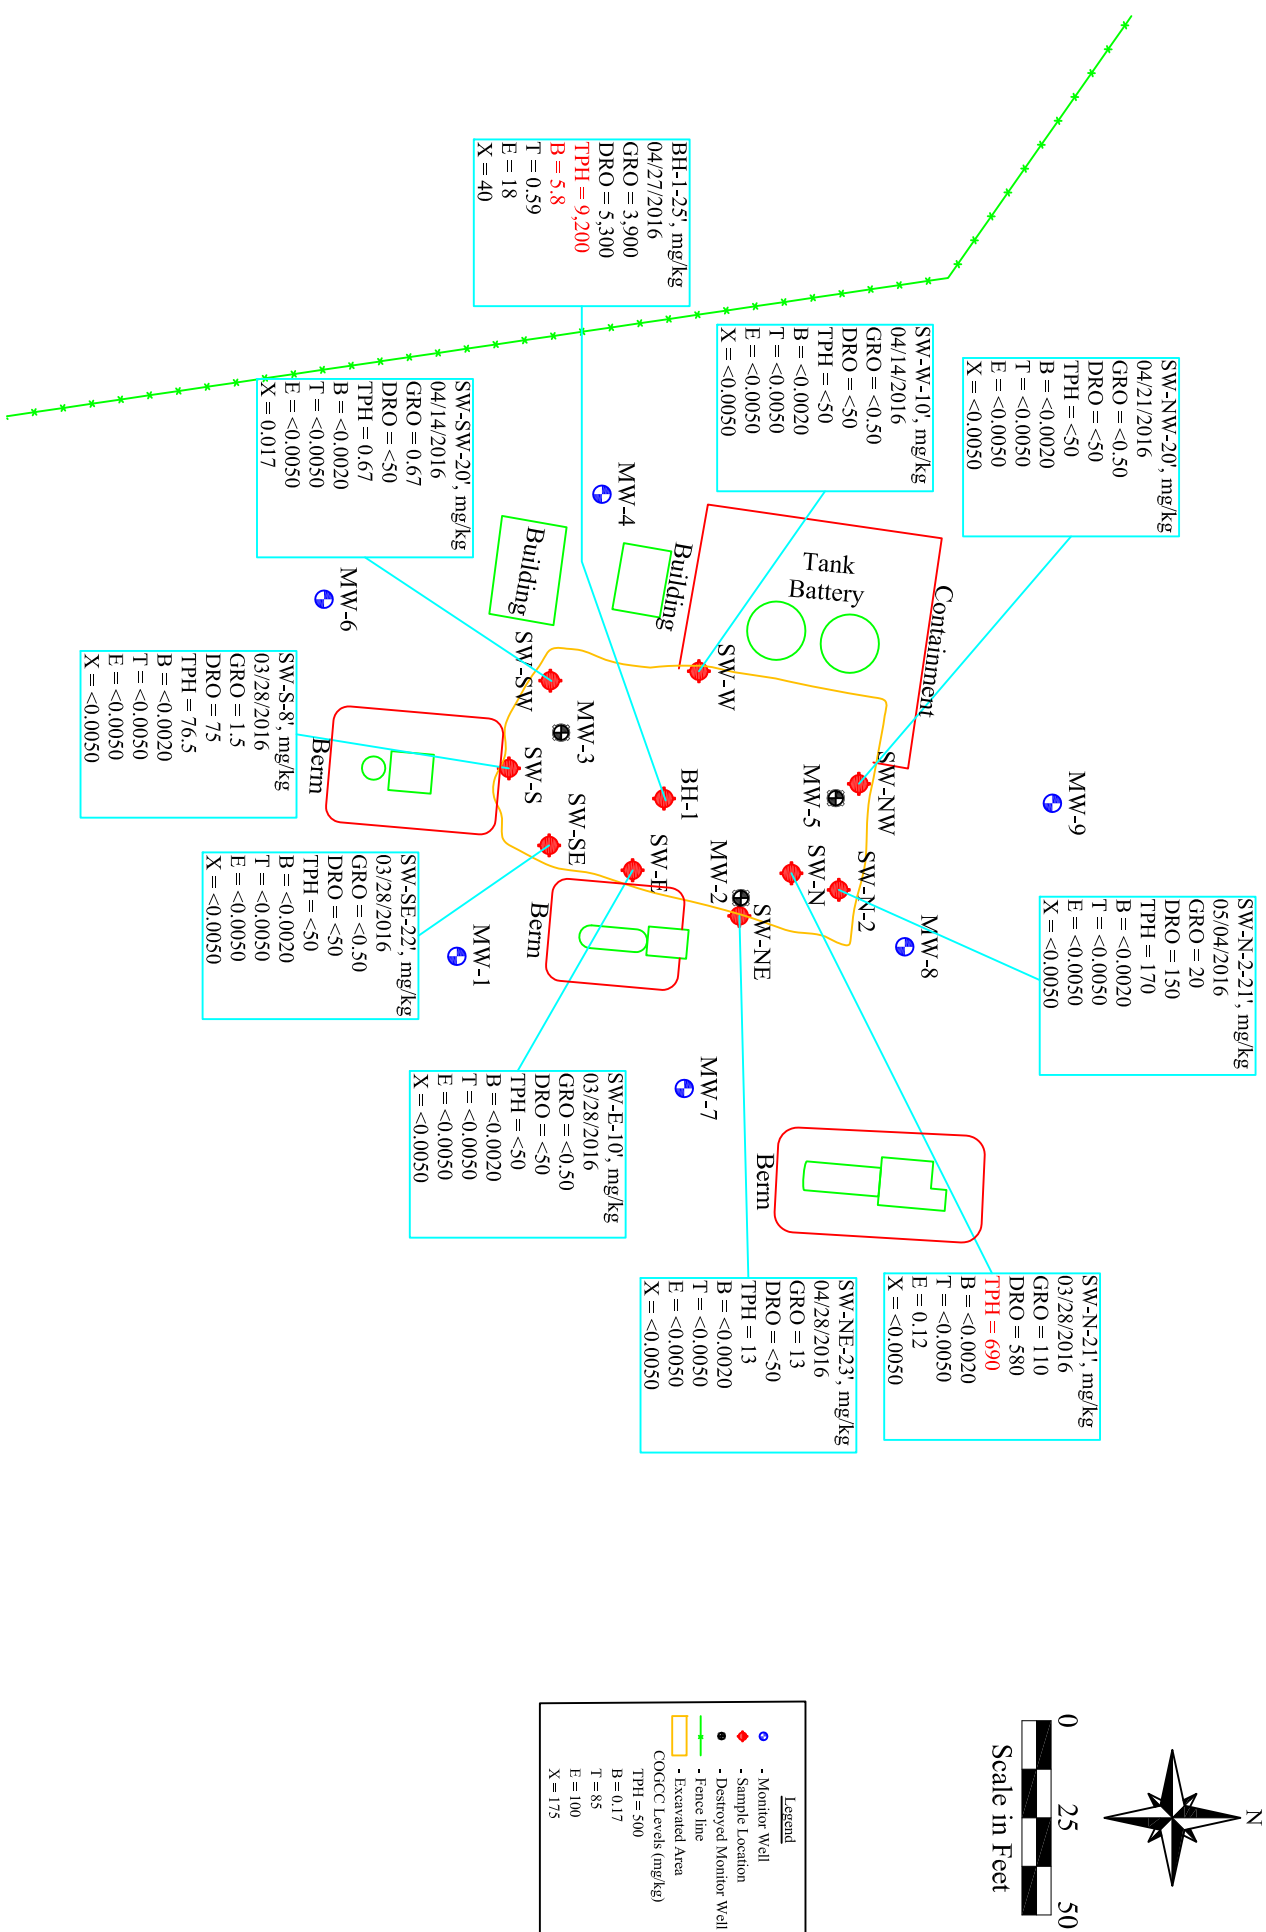 BH-1-25', mg/kg
04/27/2016
GRO = 3,900
DRO = 5,300
TPH = 9,200
B = 5.8
T = 0.59
E = 18
X = 40
SW-W-10', mg/kg
04/14/2016
GRO = <0.50
DRO = <50
TPH = <50
B = <0.0020
T = <0.0050
E = <0.0050
X = <0.0050
SW-NW-20', mg/kg
04/21/2016
GRO = <0.50
DRO = <50
TPH = <50
B = <0.0020
T = <0.0050
E = <0.0050
X = <0.0050
SW-SW-20', mg/kg
04/14/2016
GRO = 0.67
DRO = <50
TPH = 0.67
B = <0.0020
T = <0.0050
E = <0.0050
X = 0.017
SW-S-8', mg/kg
03/28/2016
GRO = 1.5
DRO = 75
TPH = 76.5
B = <0.0020
T = <0.0050
E = <0.0050
X = <0.0050
SW-SE-22', mg/kg
03/28/2016
GRO = <0.50
DRO = <50
TPH = <50
B = <0.0020
T = <0.0050
E = <0.0050
X = <0.0050
SW-E-10', mg/kg
03/28/2016
GRO = <0.50
DRO = <50
TPH = <50
B = <0.0020
T = <0.0050
E = <0.0050
X = <0.0050
SW-NE-23', mg/kg
04/28/2016
GRO = 13
DRO = <50
TPH = 13
B = <0.0020
T = <0.0050
E = <0.0050
X = <0.0050
SW-N-21', mg/kg
03/28/2016
GRO = 110
DRO = 580
TPH = 690
B = <0.0020
T = <0.0050
E = 0.12
X = <0.0050
SW-N-2-21', mg/kg
05/04/2016
GRO = 20
DRO = 150
TPH = 170
B = <0.0020
T = <0.0050
E = <0.0050
X = <0.0050
MW-4
MW-6
Building
Building
Tank
Battery
Containment
SW-W
SW-SW
MW-3
SW-S
SW-SE
BH-1
SW-E
MW-2
SW-NE
SW-N
SW-N-2
SW-NW
MW-5
MW-9
MW-8
MW-7
MW-1
Berm
Berm
Berm
N
0 25 50
Scale in Feet
Legend
- Monitor Well
- Sample Location
- Destroyed Monitor Well
- Fence line
- Excavated Area
COGCC Levels (mg/kg)
TPH = 500
B = 0.17
T = 85
E = 100
X = 175